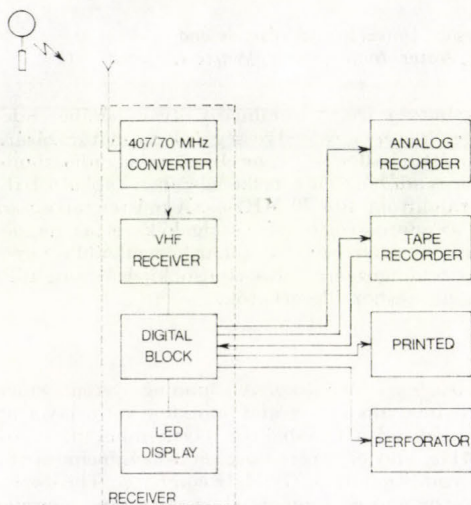 407/70 MHz
CONVERTER
VHF
RECEIVER
DIGITAL
BLOCK
LED
DISPLAY
RECEIVER
ANALOG
RECORDER
TAPE
RECORDER
PRINTED
PERFORATOR